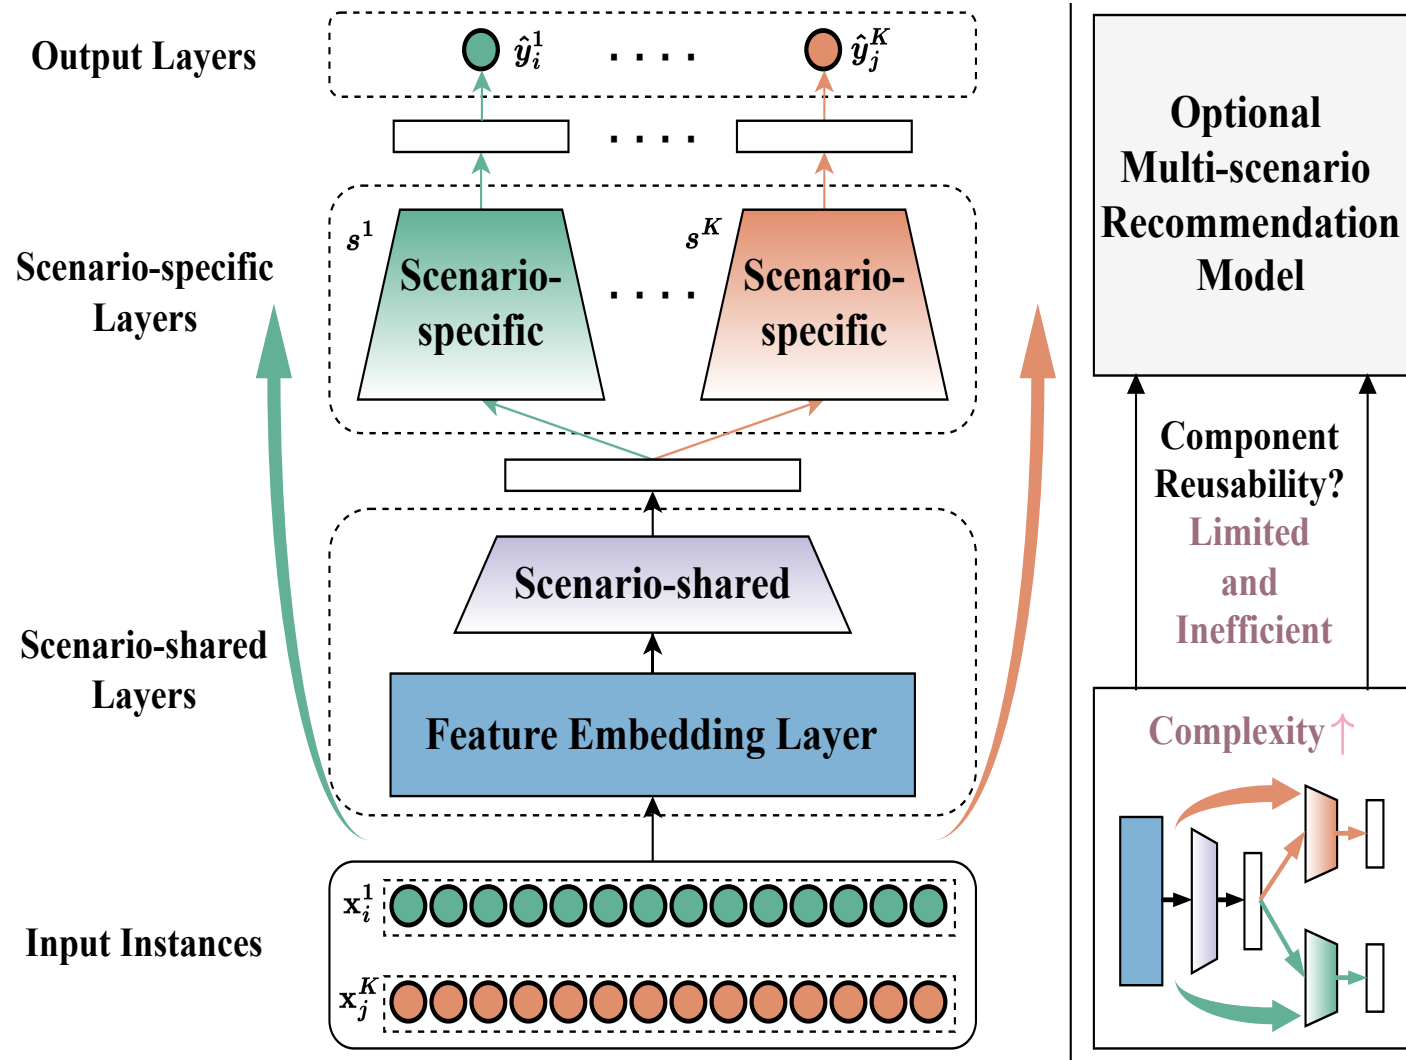 Output Layers
ŷ_i^1
. . . .
ŷ_j^K
. . . .
Scenario-specific
Layers
s^1
Scenario-
specific
. . . .
s^K
Scenario-
specific
Scenario-shared
Layers
Scenario-shared
Feature Embedding Layer
Input Instances
x_i^1
x_j^K
Optional
Multi-scenario
Recommendation
Model
Component
Reusability?
Limited
and
Inefficient
Complexity↑